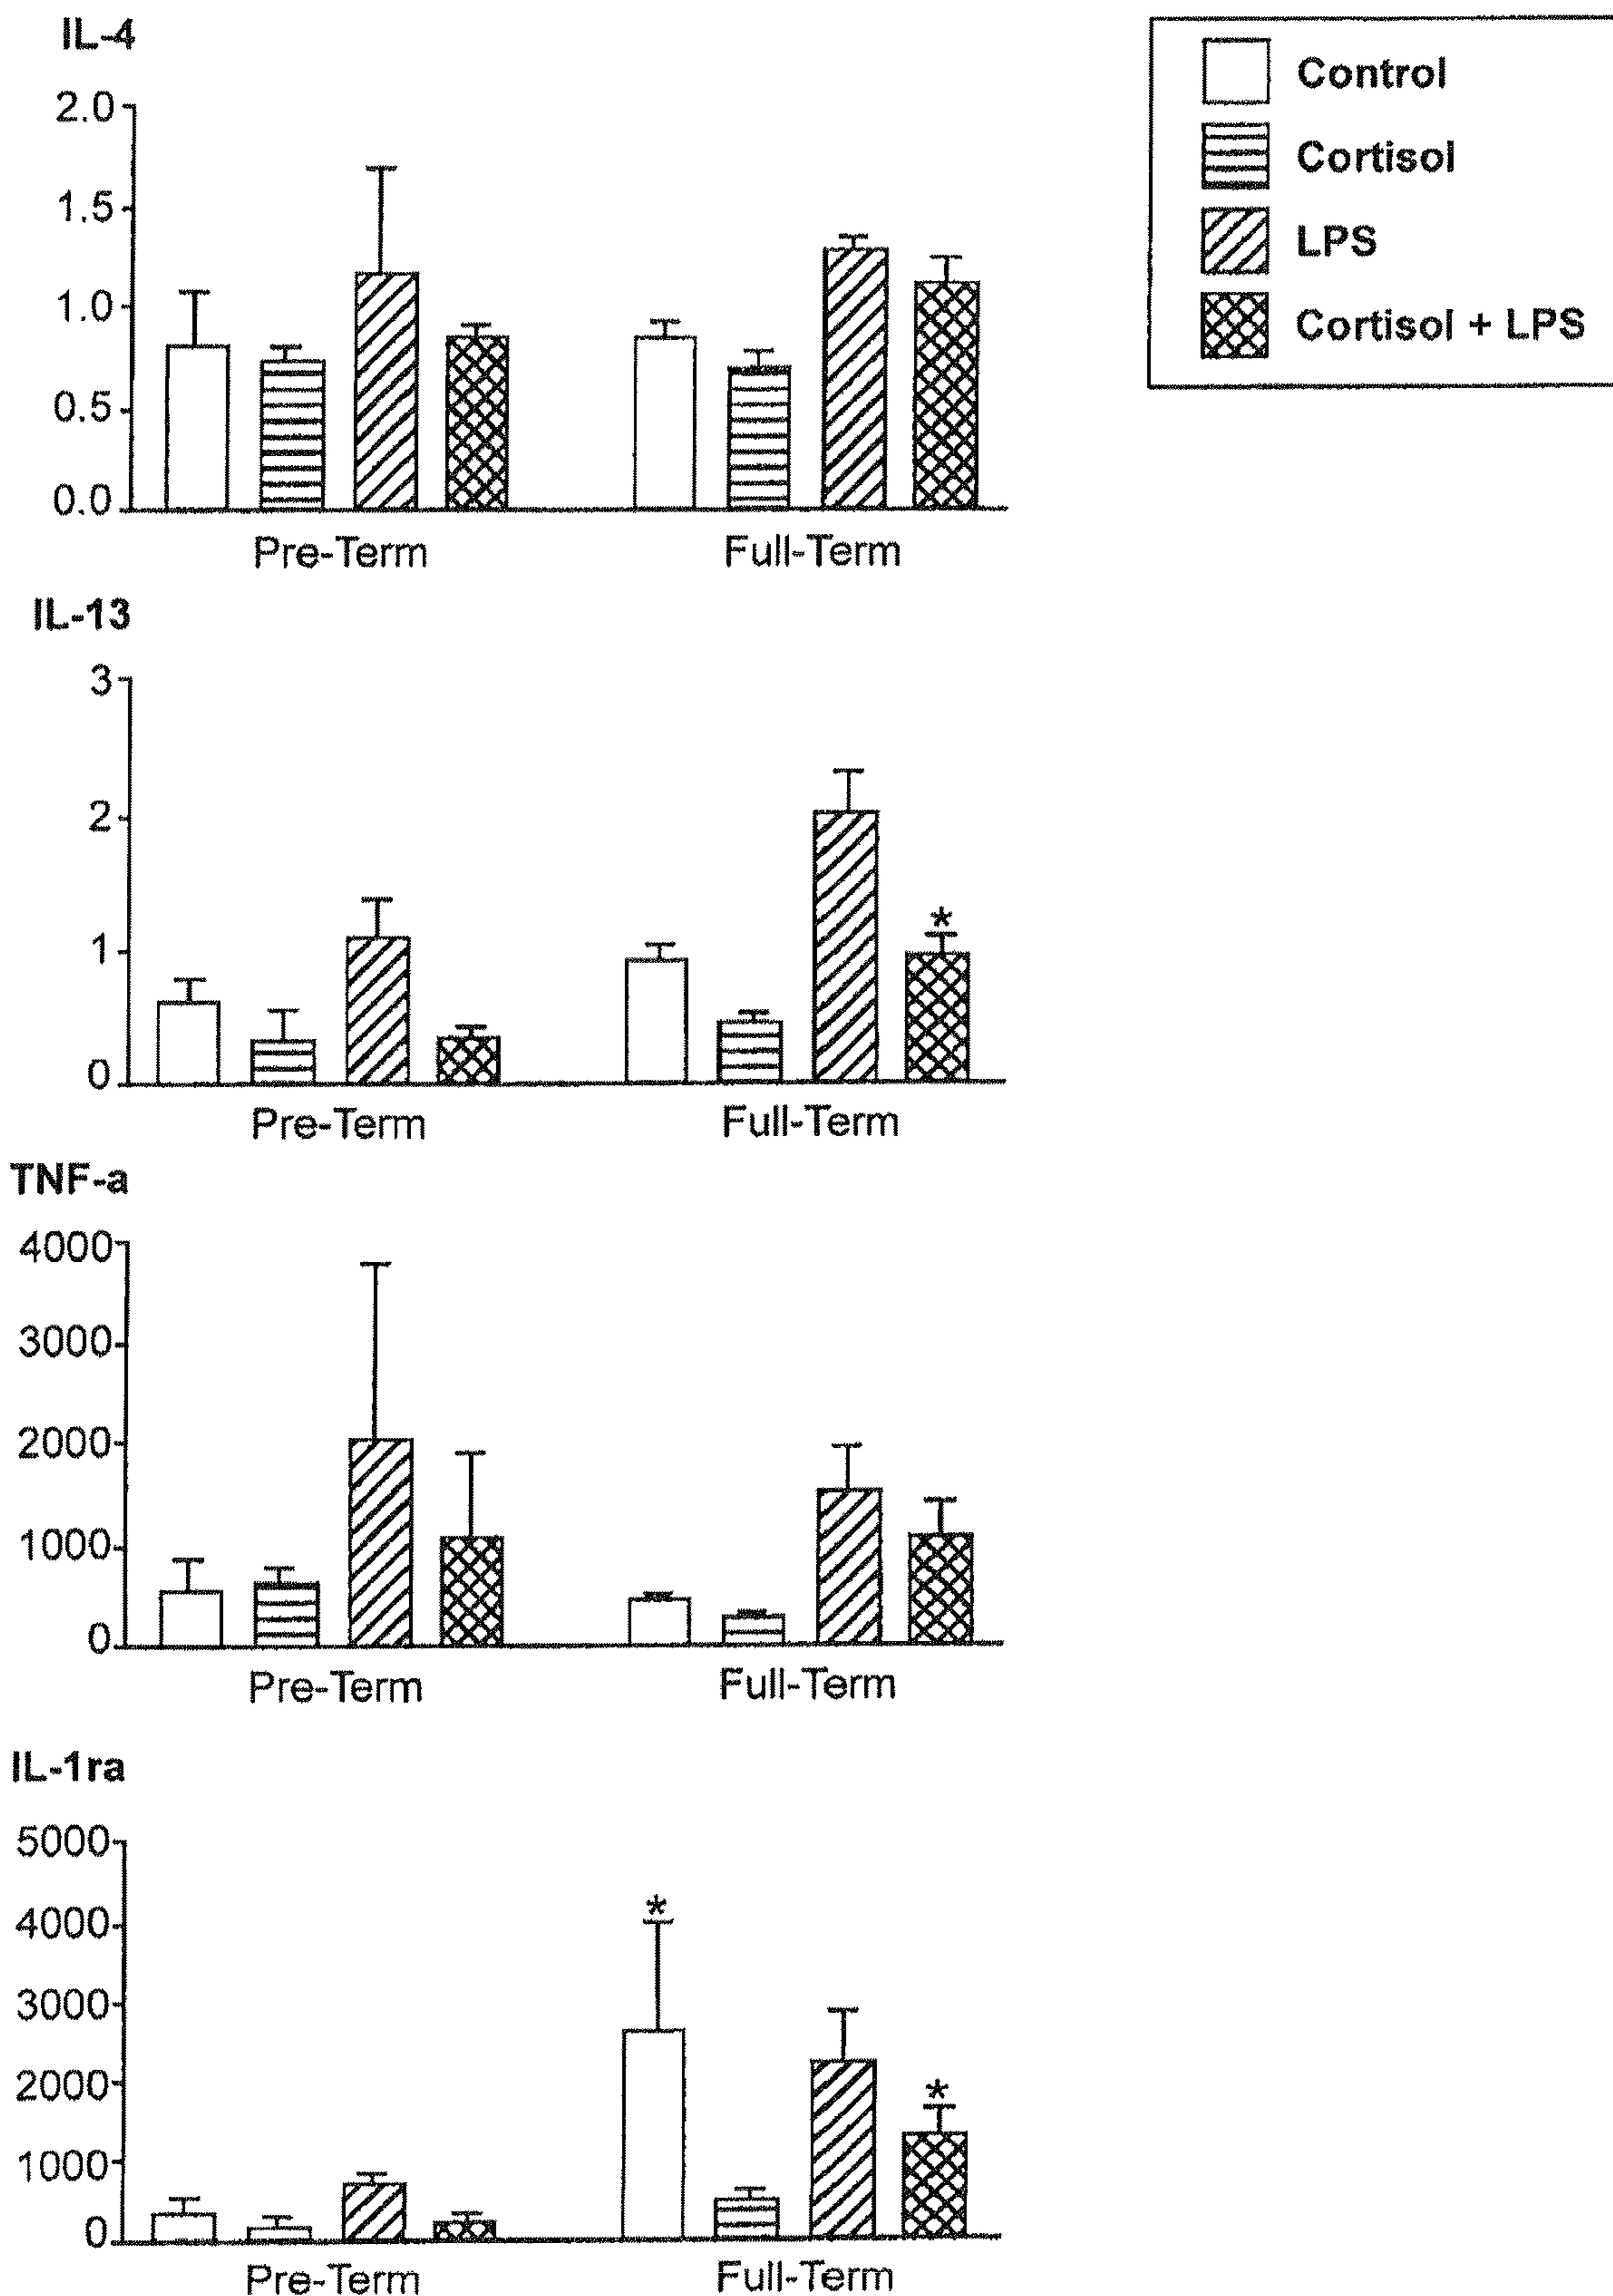 IL-4
Control
Cortisol
LPS
Cortisol + LPS
2.0
1.5
1.0
0.5
0.0
Pre-Term Full-Term
IL-13
3
2
1
0
*
Pre-Term Full-Term
TNF-a
4000
3000
2000
1000
0
Pre-Term Full-Term
IL-1ra
5000
4000
3000
2000
1000
0
*
*
Pre-Term Full-Term